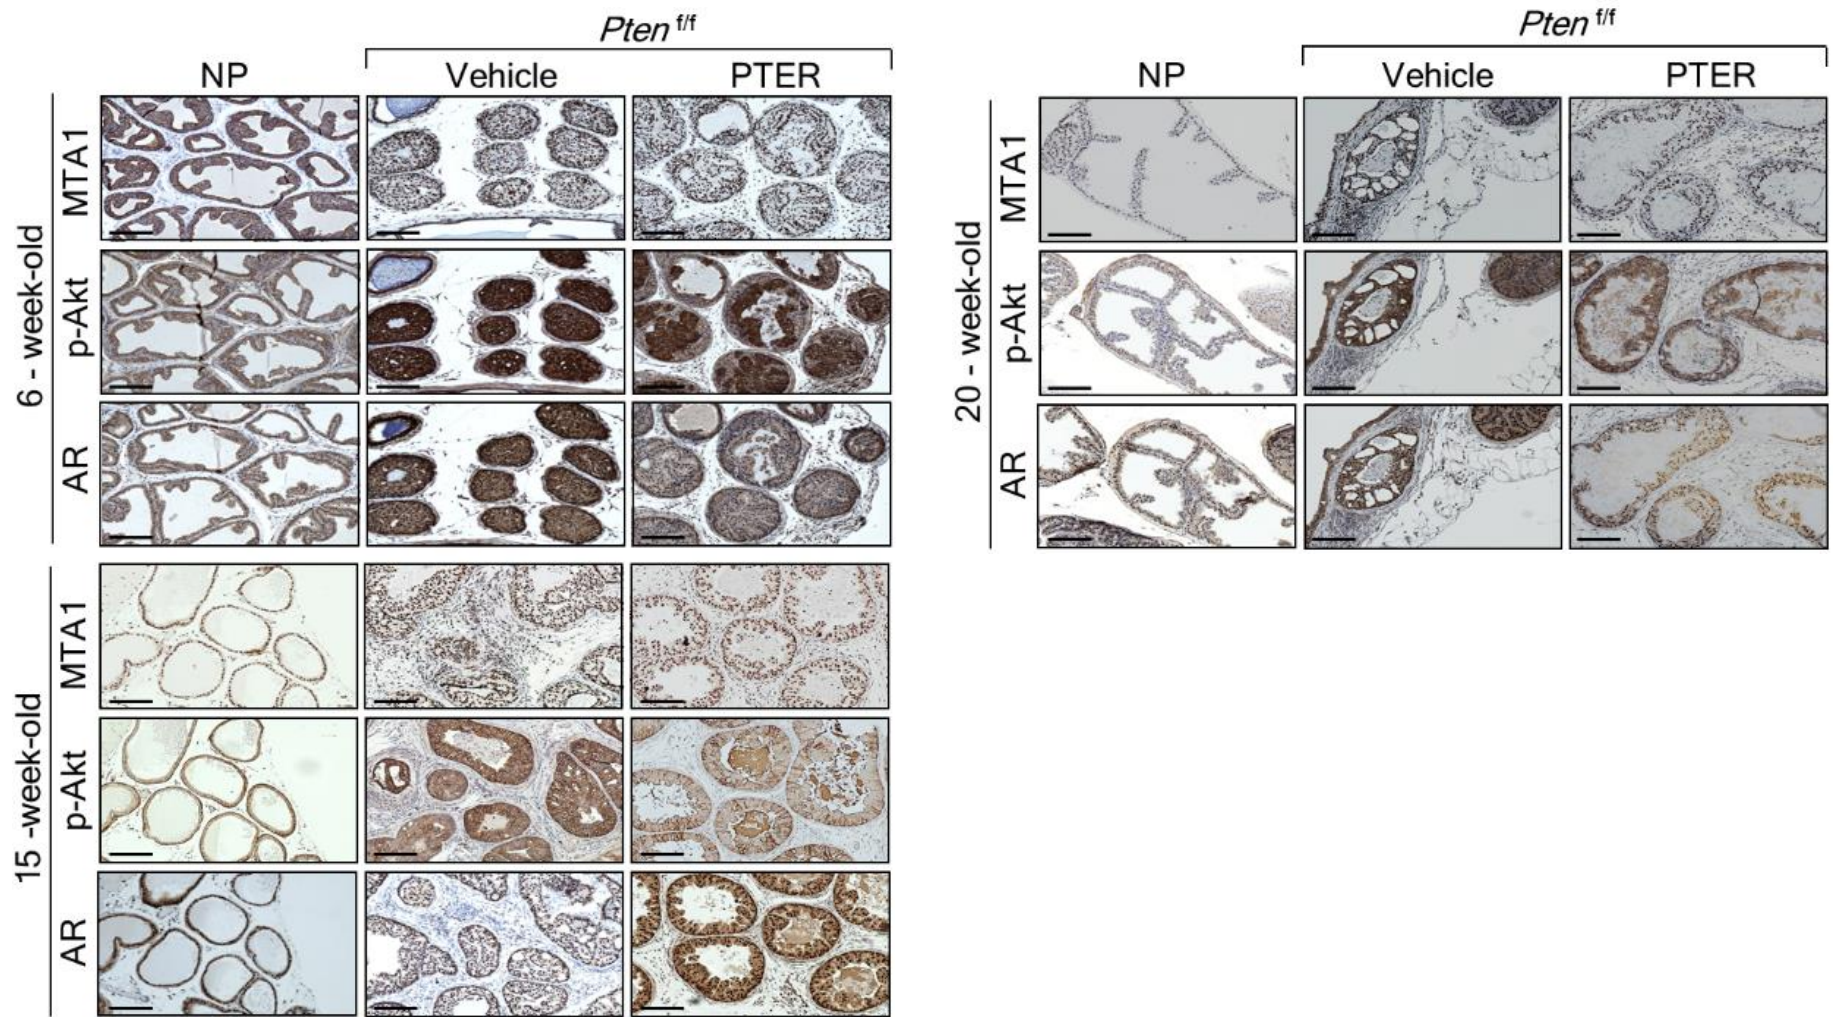 Pten f/f
NP Vehicle PTER
6 - week-old
MTA1
p-Akt
AR
15 -week-old
MTA1
p-Akt
AR
Pten f/f
NP Vehicle PTER
20 - week-old
MTA1
p-Akt
AR